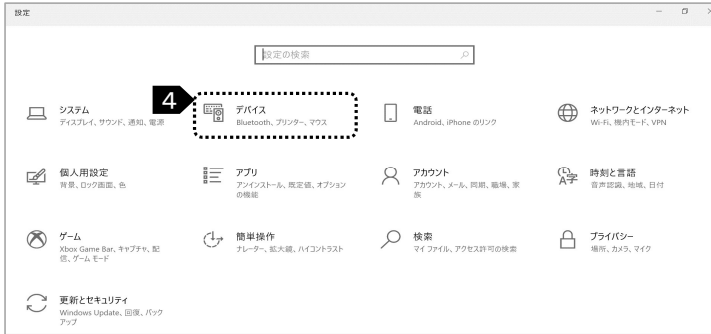 設定
設定の検索
4
システム
ディスプレイ、サウンド、通知、電源
デバイス
Bluetooth、プリンター、マウス
電話
Android、iPhone のリンク
ネットワークとインターネット
Wi-Fi、機内モード、VPN
個人用設定
背景、ロック画面、色
アプリ
アンインストール、既定値、オプション
の機能
アカウント
アカウント、メール、同期、職場、家
族
時刻と言語
音声認識、地域、日付
ゲーム
Xbox Game Bar、キャプチャ、配
信、ゲーム モード
簡単操作
ナレーター、拡大鏡、ハイコントラスト
検索
マイ ファイル、アクセス許可の検索
プライバシー
場所、カメラ、マイク
更新とセキュリティ
Windows Update、回復、バック
アップ